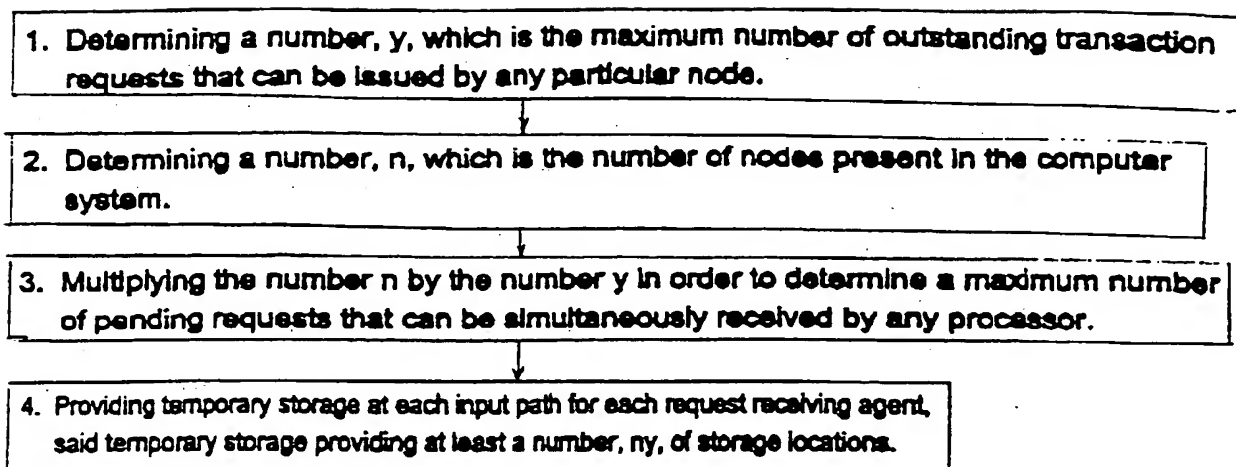 1. Determining a number, y, which is the maximum number of outstanding transaction
requests that can be issued by any particular node.
2. Determining a number, n, which is the number of nodes present in the computer
system.
3. Multiplying the number n by the number y in order to determine a maximum number
of pending requests that can be simultaneously received by any processor.
4. Providing temporary storage at each input path for each request receiving agent,
said temporary storage providing at least a number, ny, of storage locations.